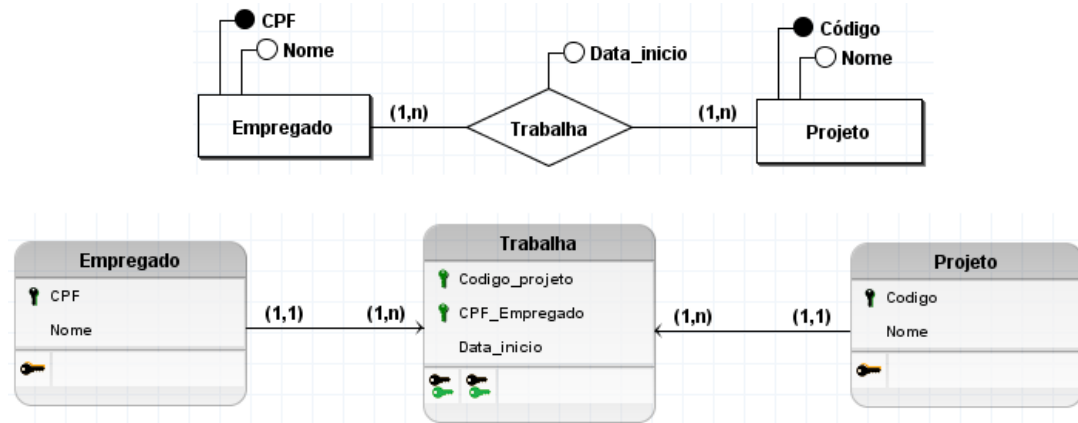 CPF
Nome
Empregado
(1,n)
Data_inicio
Trabalha
(1,n)
Código
Nome
Projeto
Empregado
CPF
Nome
(1,1)
(1,n)
Trabalha
Codigo_projeto
CPF_Empregado
Data_inicio
(1,n)
(1,1)
Projeto
Codigo
Nome